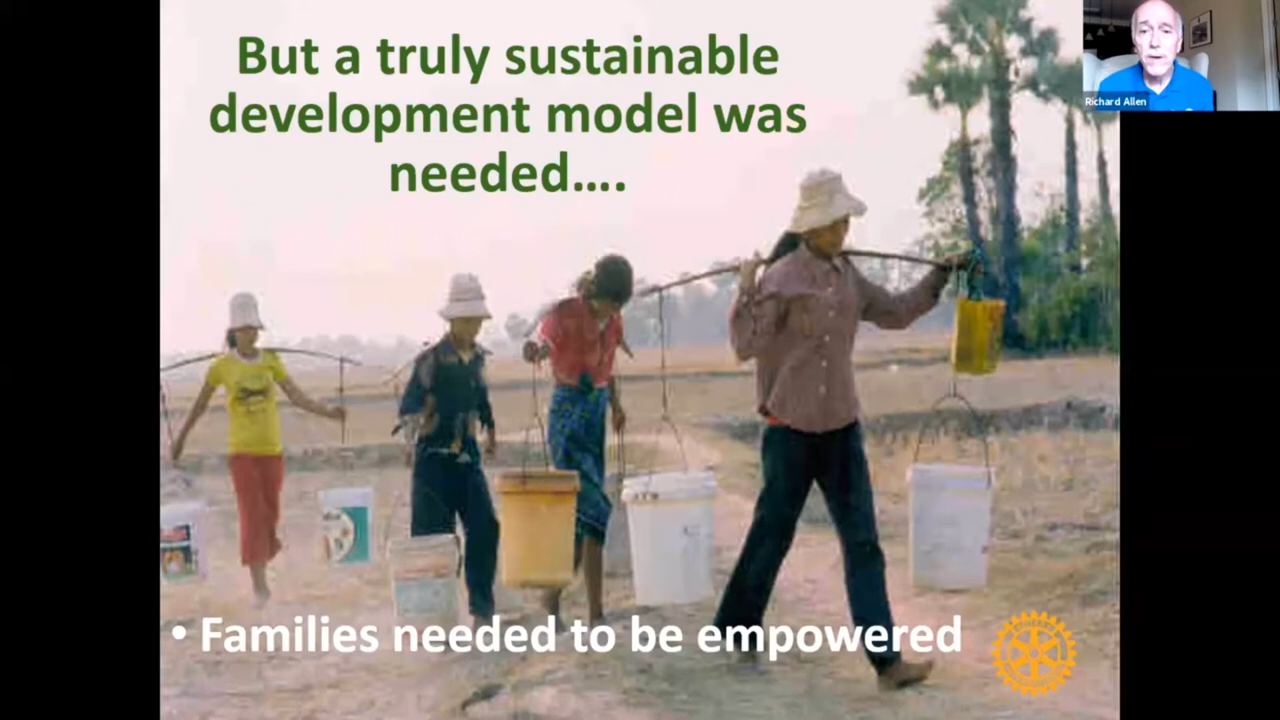 But a truly sustainable
development model was
needed....
Richard Allen
• Families needed to be empowered